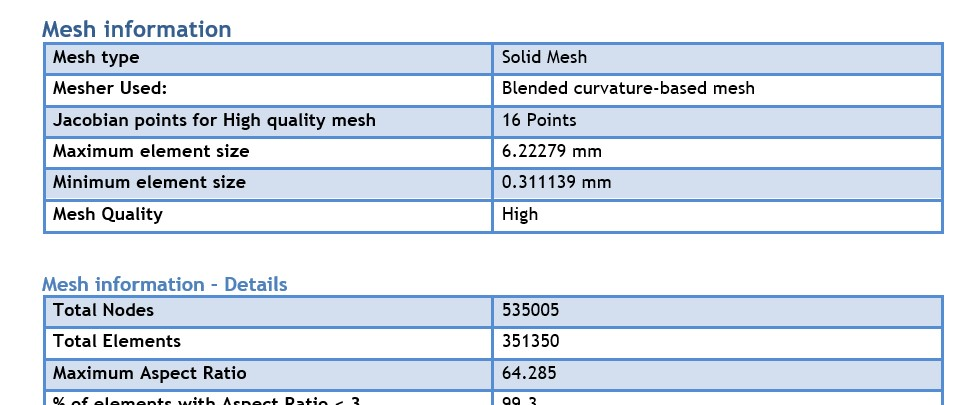 Mesh information
Mesh type Solid Mesh
Mesher Used: Blended curvature-based mesh
Jacobian points for High quality mesh 16 Points
Maximum element size 6.22279 mm
Minimum element size 0.311139 mm
Mesh Quality High
Mesh information - Details
Total Nodes 535005
Total Elements 351350
Maximum Aspect Ratio 64.285
% of elements with Aspect Ratio < 3 99.3